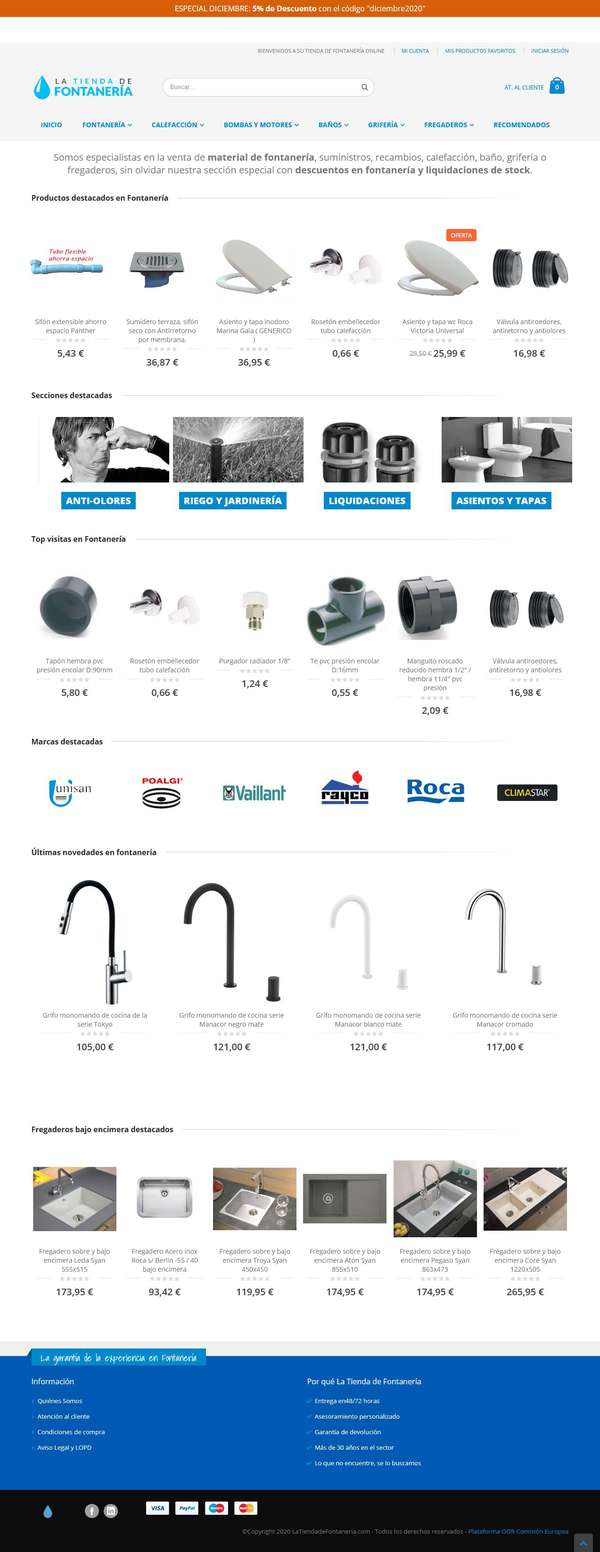 ESPECIAL DICIEMBRE: 5% de Descuento con el código "diciembre2020"
BIENVENIDOS A SU TIENDA DE FONTANERÍA ONLINE
MI CUENTA
MIS PRODUCTOS FAVORITOS
INICIAR SESIÓN
LA TIENDA DE
FONTANERÍA
Buscar...
AT. AL CLIENTE
0
INICIO
FONTANERÍA
CALEFACCIÓN
BOMBAS Y MOTORES
BAÑOS
GRIFERÍA
FREGADEROS
RECOMENDADOS
Somos especialistas en la venta de material de fontanería, suministros, recambios, calefacción, baño, grifería o
fregaderos, sin olvidar nuestra sección especial con descuentos en fontanería y liquidaciones de stock.
Productos destacados en Fontanería
Tubo flexible
ahorra espacio
OFERTA
Sifón extensible ahorro
espacio Panther
5,43 €
Sumidero terraza, sifón
seco con Antirretorno
por membrana.
36,87 €
Asiento y tapa inodoro
Marina Gala ( GENERICO
)
36,95 €
Rosetón embellecedor
tubo calefacción
0,66 €
Asiento y tapa wc Roca
Victoria Universal
29,50 € 25,99 €
Válvula antiroedores,
antiretorno y antiolores
16,98 €
Secciones destacadas
ANTI-OLORES
RIEGO Y JARDINERÍA
LIQUIDACIONES
ASIENTOS Y TAPAS
Top visitas en Fontanería
Tapón hembra pvc
presión encolar D:90mm
5,80 €
Rosetón embellecedor
tubo calefacción
0,66 €
Purgador radiador 1/8"
1,24 €
Te pvc presión encolar
D:16mm
0,55 €
Manguito roscado
reducido hembra 1/2" /
hembra 11/4" pvc
presión
2,09 €
Válvula antiroedores,
antiretorno y antiolores
16,98 €
Marcas destacadas
unisan
POALGI
Vaillant
rayco
Roca
CLIMASTAR
Últimas novedades en fontanería
Grifo monomando de cocina de la
serie Tokyo
105,00 €
Grifo monomando de cocina serie
Manacor negro mate
121,00 €
Grifo monomando de cocina serie
Manacor blanco mate
121,00 €
Grifo monomando de cocina serie
Manacor cromado
117,00 €
Fregaderos bajo encimera destacados
Fregadero sobre y bajo
encimera Leda Syan
555x515
173,95 €
Fregadero Acero inox
Roca s/ Berlin -55 / 40
bajo encimera
93,42 €
Fregadero sobre y bajo
encimera Troya Syan
450x450
119,95 €
Fregadero sobre y bajo
encimera Aton Syan
855x510
174,95 €
Fregadero sobre y bajo
encimera Pegaso Syan
863x473
174,95 €
Fregadero sobre y bajo
encimera Core Syan
1220x505
265,95 €
La garantía de la experiencia en Fontanería
Información
Quiénes Somos
Atención al cliente
Condiciones de compra
Aviso Legal y LOPD
Por qué La Tienda de Fontanería
Entrega en48/72 horas
Asesoramiento personalizado
Garantía de devolución
Más de 30 años en el sector
Lo que no encuentre, se lo buscamos
VISA
PayPal
©Copyright 2020 LaTiendadeFontaneria.com - Todos los derechos reservados - Plataforma ODR Comisión Europea